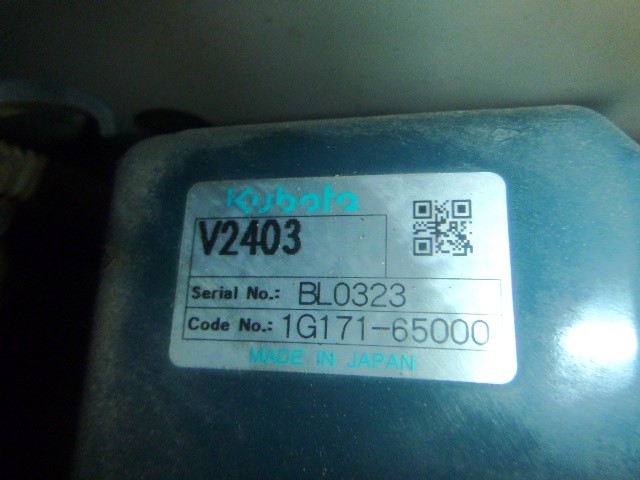 Kubota
V2403
Serial No.: BL0323
Code No.: 1G171-65000
MADE IN JAPAN